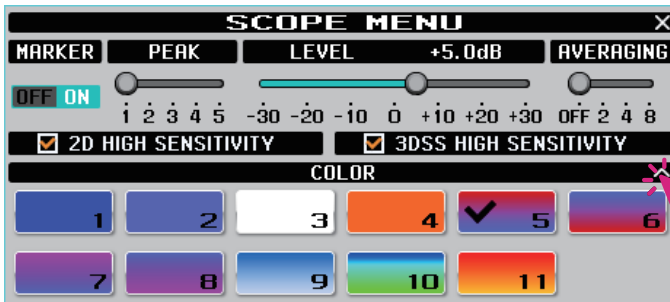 SCOPE MENU X
MARKER PEAK LEVEL +5.0dB AVERAGING
OFF ON
1 2 3 4 5 -30 -20 -10 0 +10 +20 +30 OFF 2 4 8
2D HIGH SENSITIVITY 3DSS HIGH SENSITIVITY
COLOR
1 2 3 4 5 6
7 8 9 10 11